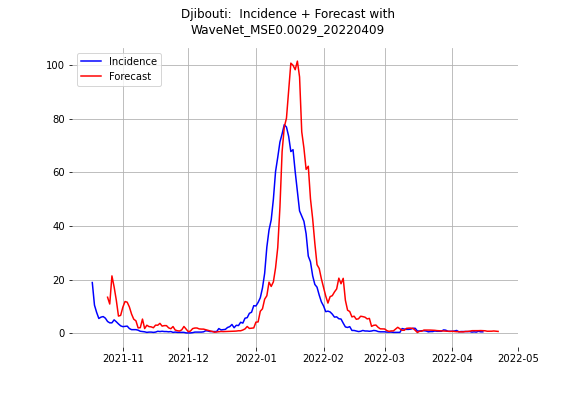 Djibouti:  Incidence + Forecast with
WaveNet_MSE0.0029_20220409
Incidence
Forecast
100
80
60
40
20
0
2021-11 2021-12 2022-01 2022-02 2022-03 2022-04 2022-05